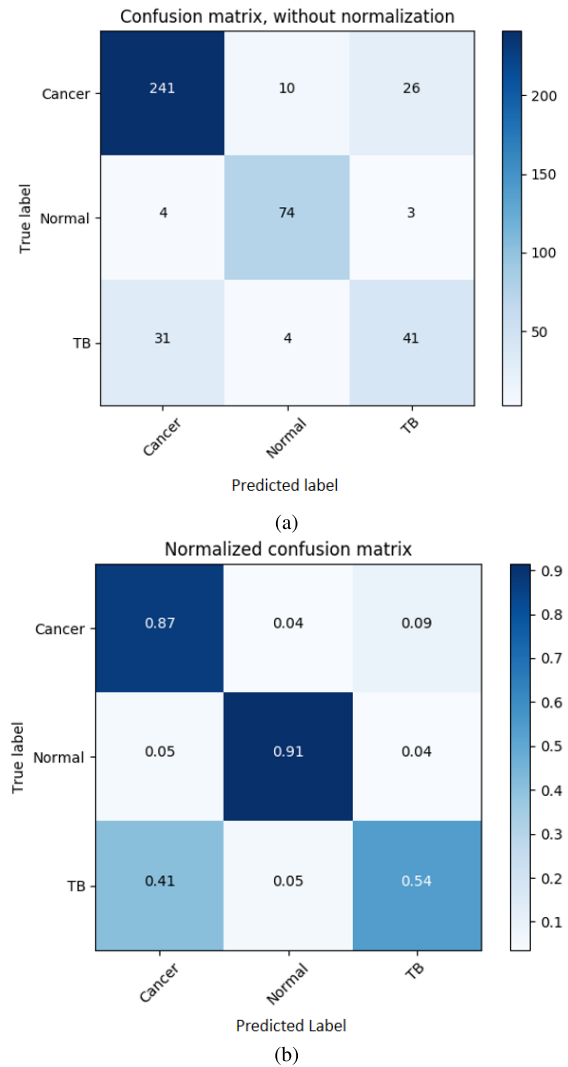 Confusion matrix, without normalization
Cancer 241 10 26
Normal 4 74 3
TB 31 4 41
True label
Cancer Normal TB
Predicted label
200
150
100
50
(a)
Normalized confusion matrix
Cancer 0.87 0.04 0.09
Normal 0.05 0.91 0.04
TB 0.41 0.05 0.54
True label
Cancer Normal TB
Predicted Label
0.9
0.8
0.7
0.6
0.5
0.4
0.3
0.2
0.1
(b)